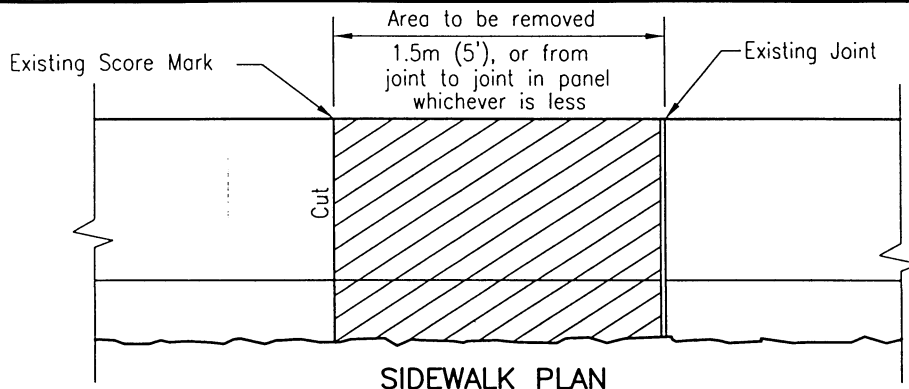 Area to be removed
1.5m (5'), or from
joint to joint in panel
whichever is less
Existing Score Mark
Existing Joint
Cut
SIDEWALK PLAN